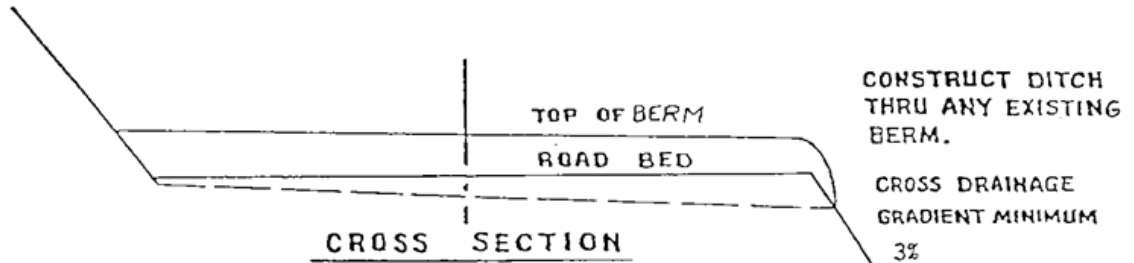 TOP OF BERM
ROAD BED
CROSS SECTION
CONSTRUCT DITCH
THRU ANY EXISTING
BERM.
CROSS DRAINAGE
GRADIENT MINIMUM
3%